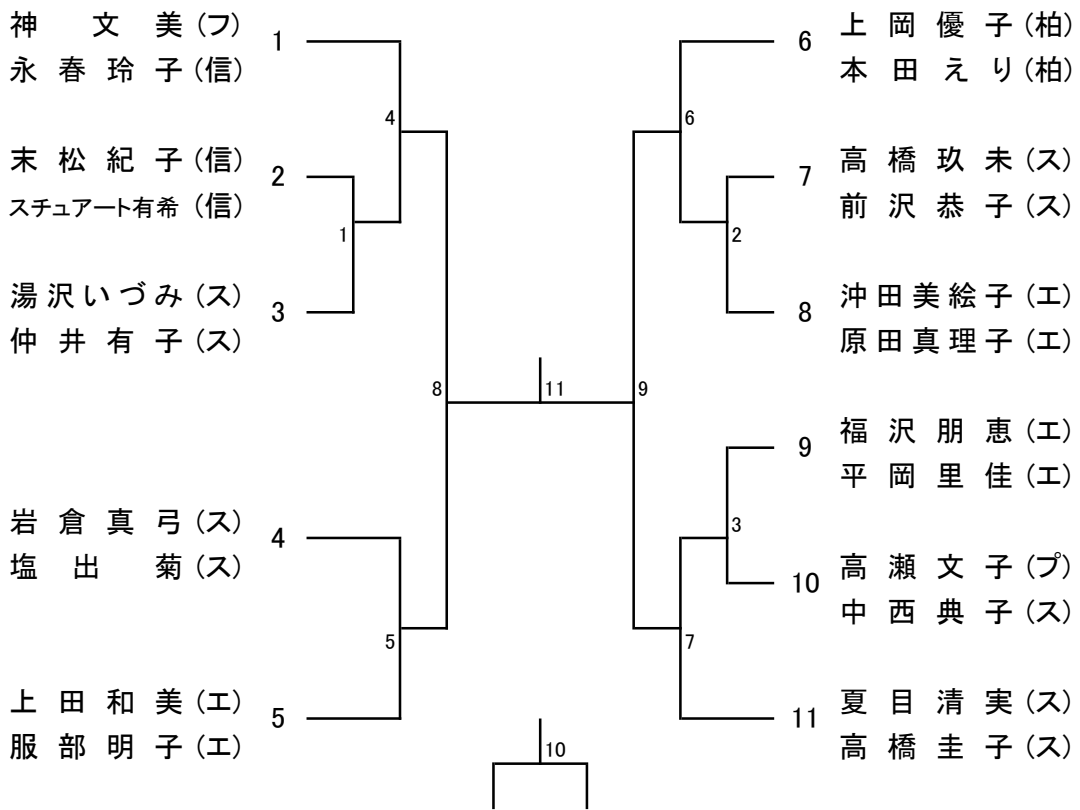 神文美(フ)
永春玲子(信)
1
末松紀子(信)
スチュアート有希(信)
2
湯沢いづみ(ス)
仲井有子(ス)
3
岩倉真弓(ス)
塩出菊(ス)
4
上田和美(エ)
服部明子(エ)
5
4
1
8
5
11
10
6
2
9
3
7
6
上岡優子(柏)
本田えり(柏)
7
高橋玖未(ス)
前沢恭子(ス)
8
沖田美絵子(エ)
原田真理子(エ)
9
福沢朋恵(エ)
平岡里佳(エ)
10
高瀬文子(プ)
中西典子(ス)
11
夏目清実(ス)
高橋圭子(ス)